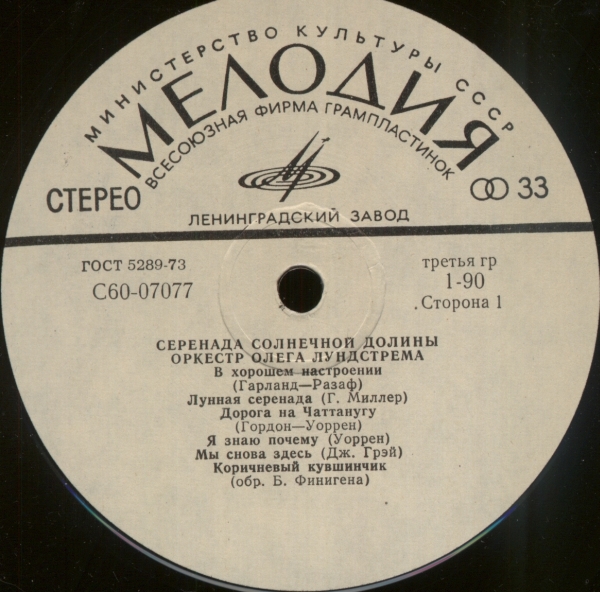 МИНИСТЕРСТВО КУЛЬТУРЫ СССР
МЕЛОДИЯ
ВСЕСОЮЗНАЯ ФИРМА ГРАМПЛАСТИНОК
СТЕРЕО
33
ЛЕНИНГРАДСКИЙ ЗАВОД
ГОСТ 5289-73
третья гр
С60-07077
1-90
Сторона 1
СЕРЕНАДА СОЛНЕЧНОЙ ДОЛИНЫ
ОРКЕСТР ОЛЕГА ЛУНДСТРЕМА
В хорошем настроении
(Гарланд—Разаф)
Лунная серенада (Г. Миллер)
Дорога на Чаттанугу
(Гордон—Уоррен)
Я знаю почему (Уоррен)
Мы снова здесь (Дж. Грэй)
Коричневый кувшинчик
(обр. Б. Финигена)